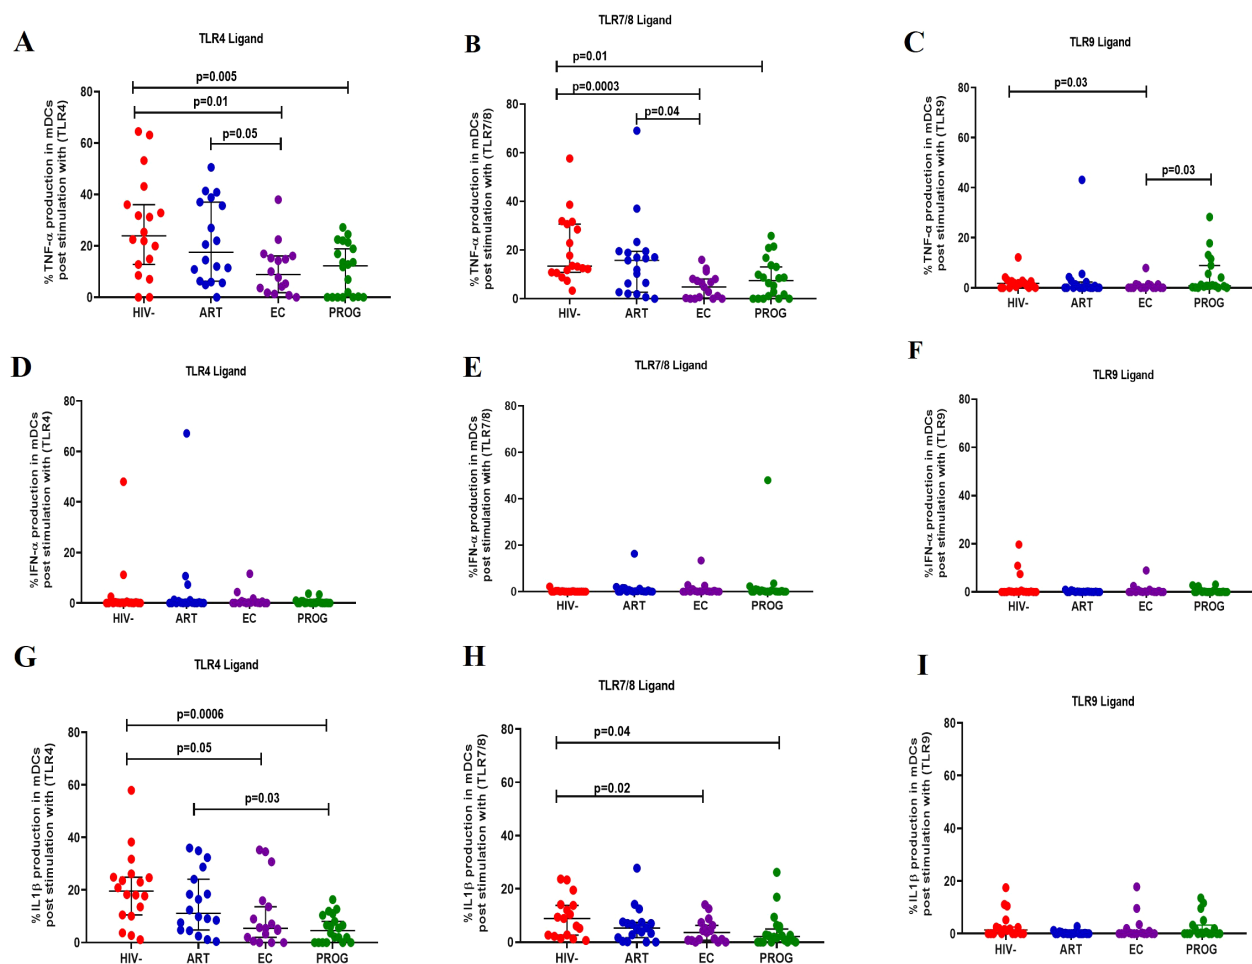 A
TLR4 Ligand
p=0.005
p=0.01
p=0.05
% TNF-α production in mDCs
post stimulation with (TLR4)
80
60
40
20
0
HIV- ART EC PROG
B
TLR7/8 Ligand
p=0.01
p=0.0003
p=0.04
% TNF-α production in mDCs
post stimulation with (TLR7/8)
80
60
40
20
0
HIV- ART EC PROG
C
TLR9 Ligand
p=0.03
p=0.03
% TNF-α production in mDCs
post stimulation with (TLR9)
80
60
40
20
0
HIV- ART EC PROG
D
TLR4 Ligand
%IFN-α production in mDCs
post stimulation with (TLR4)
80
60
40
20
0
HIV- ART EC PROG
E
TLR7/8 Ligand
%IFN-α production in mDCs
post stimulation with (TLR7/8)
80
60
40
20
0
HIV- ART EC PROG
F
TLR9 Ligand
%IFN-α production in mDCs
post stimulation with (TLR9)
80
60
40
20
0
HIV- ART EC PROG
G
TLR4 Ligand
p=0.0006
p=0.05
p=0.03
% IL1β production in mDCs
post stimulation with (TLR4)
80
60
40
20
0
HIV- ART EC PROG
H
TLR7/8 Ligand
p=0.04
p=0.02
% IL1β production in mDCs
post stimulation with (TLR7/8)
80
60
40
20
0
HIV- ART EC PROG
I
TLR9 Ligand
% IL1β production in mDCs
post stimulation with (TLR9)
80
60
40
20
0
HIV- ART EC PROG